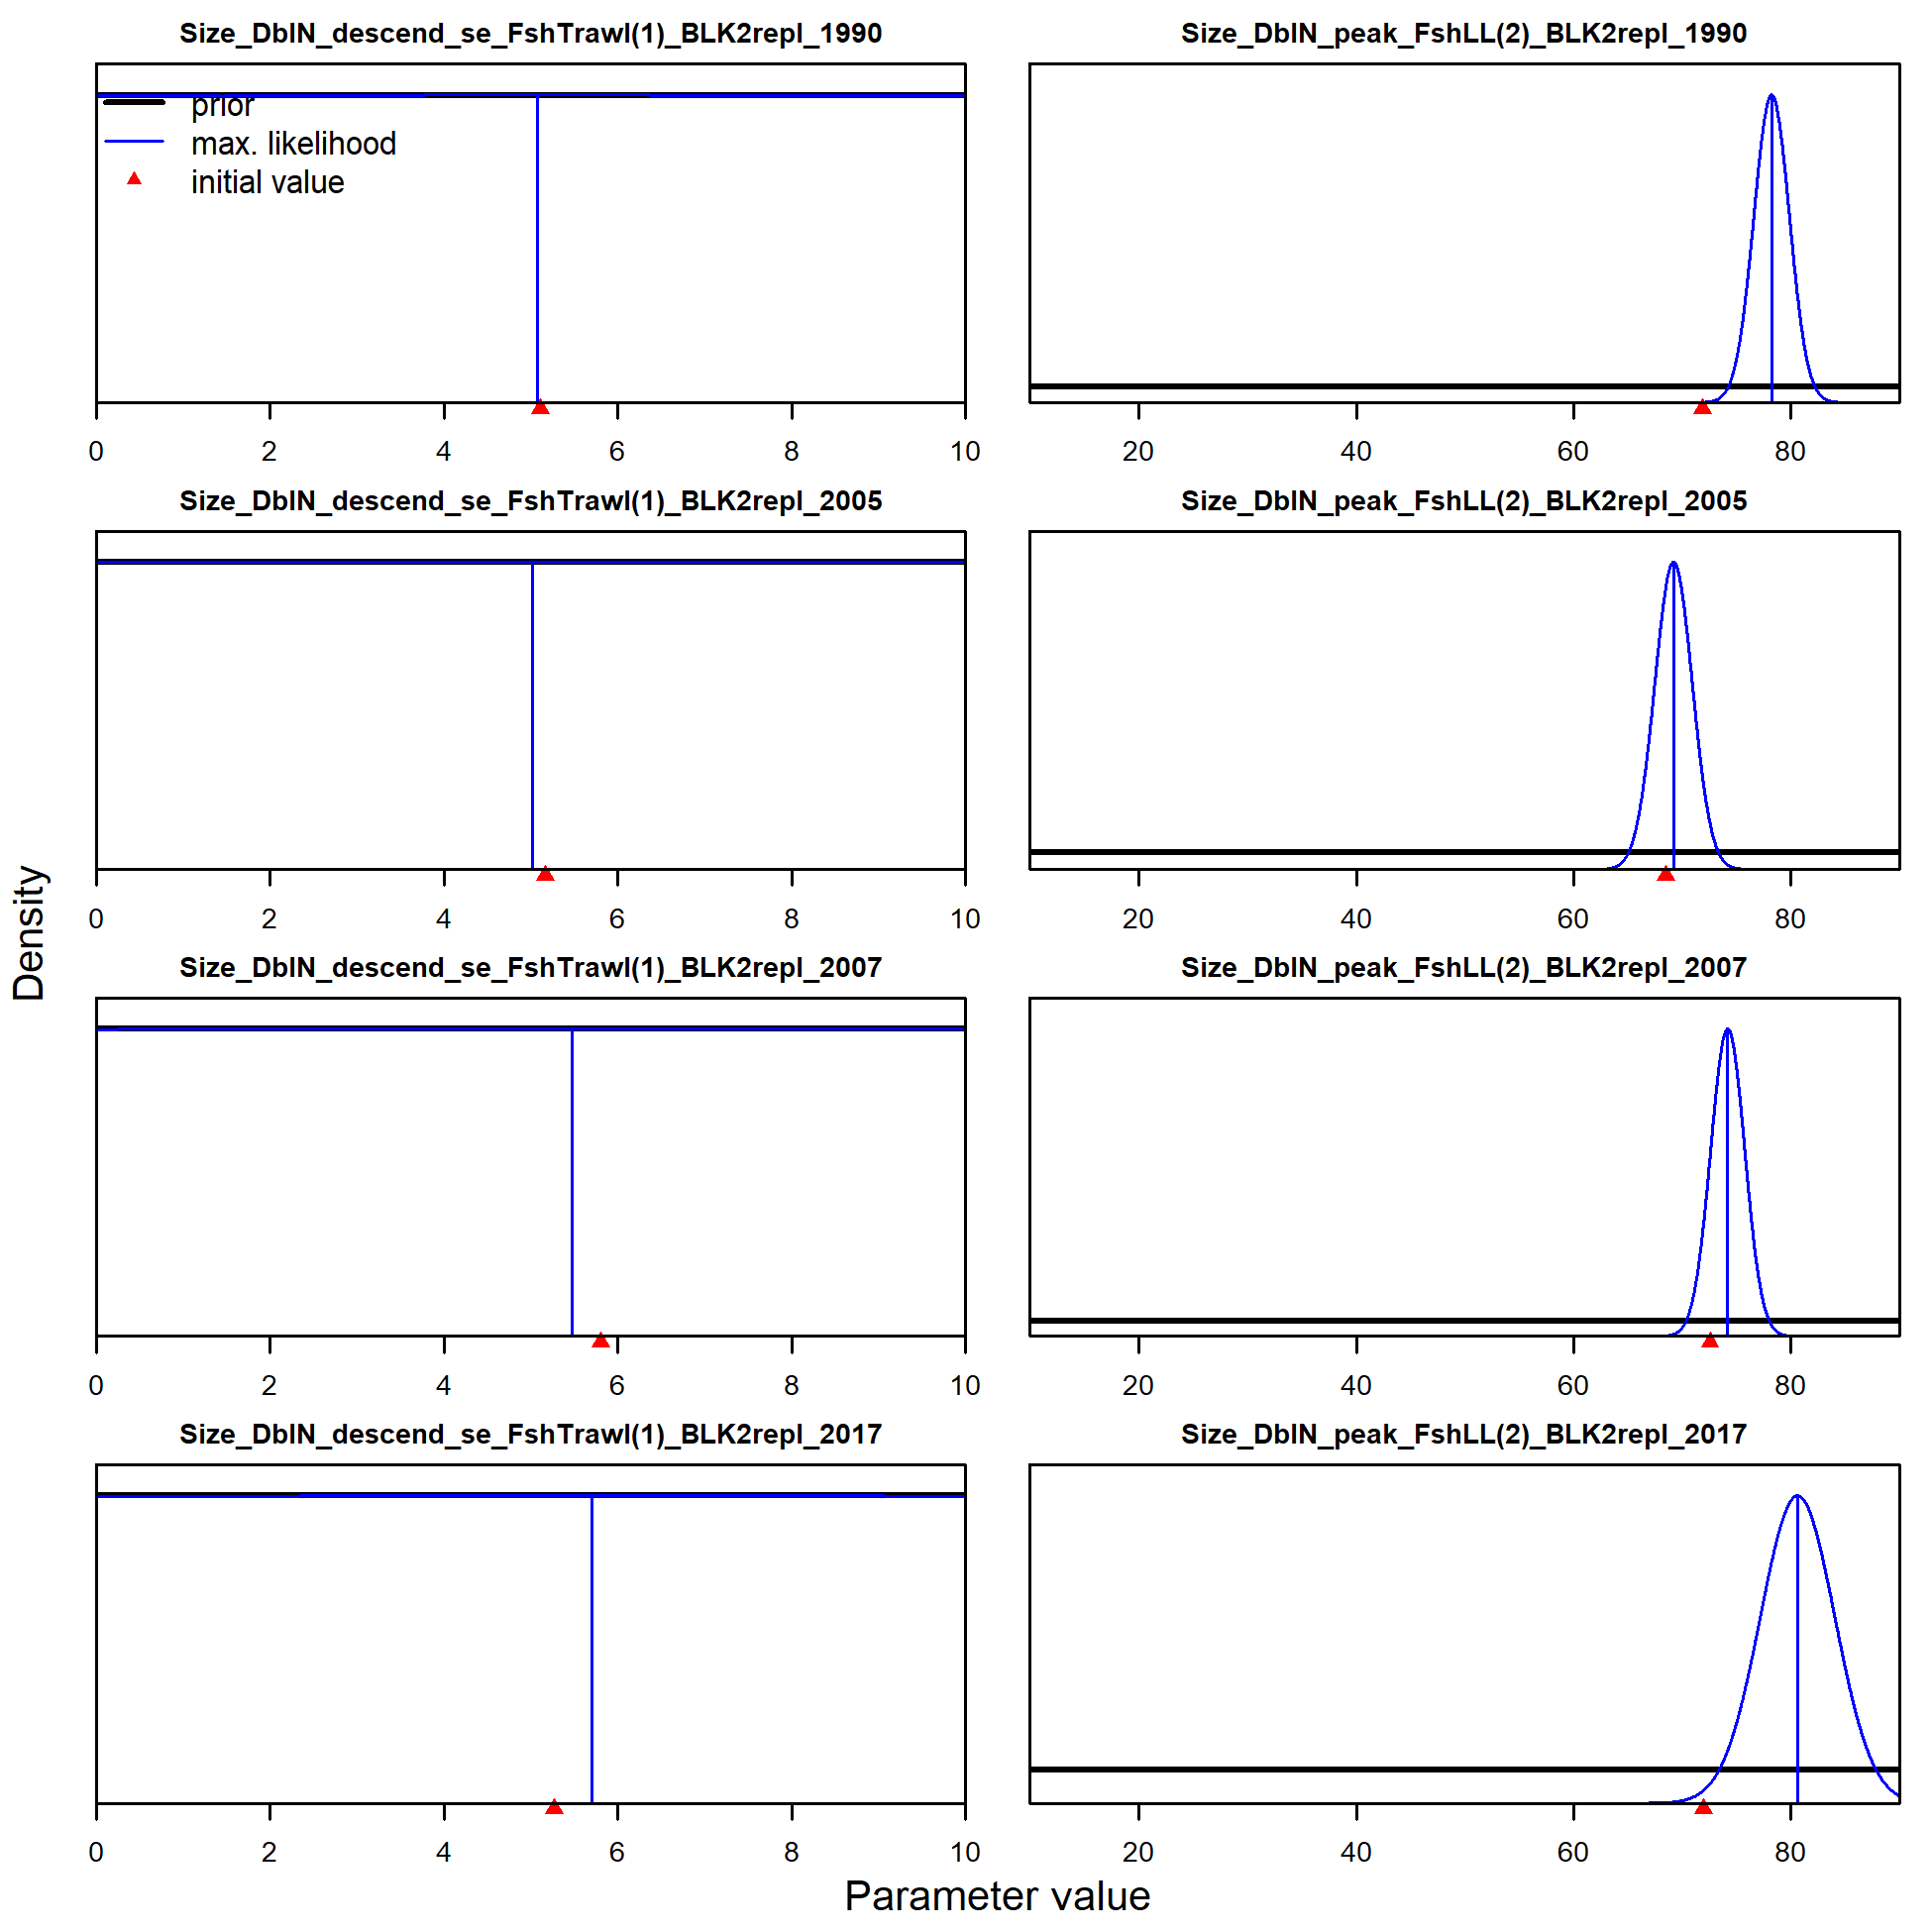 Size_DblN_descend_se_FshTrawl(1)_BLK2repl_1990
prior
max. likelihood
initial value
0 2 4 6 8 10
Size_DblN_peak_FshLL(2)_BLK2repl_1990
20 40 60 80
Size_DblN_descend_se_FshTrawl(1)_BLK2repl_2005
0 2 4 6 8 10
Size_DblN_peak_FshLL(2)_BLK2repl_2005
20 40 60 80
Size_DblN_descend_se_FshTrawl(1)_BLK2repl_2007
0 2 4 6 8 10
Size_DblN_peak_FshLL(2)_BLK2repl_2007
20 40 60 80
Size_DblN_descend_se_FshTrawl(1)_BLK2repl_2017
0 2 4 6 8 10
Size_DblN_peak_FshLL(2)_BLK2repl_2017
20 40 60 80
Density
Parameter value